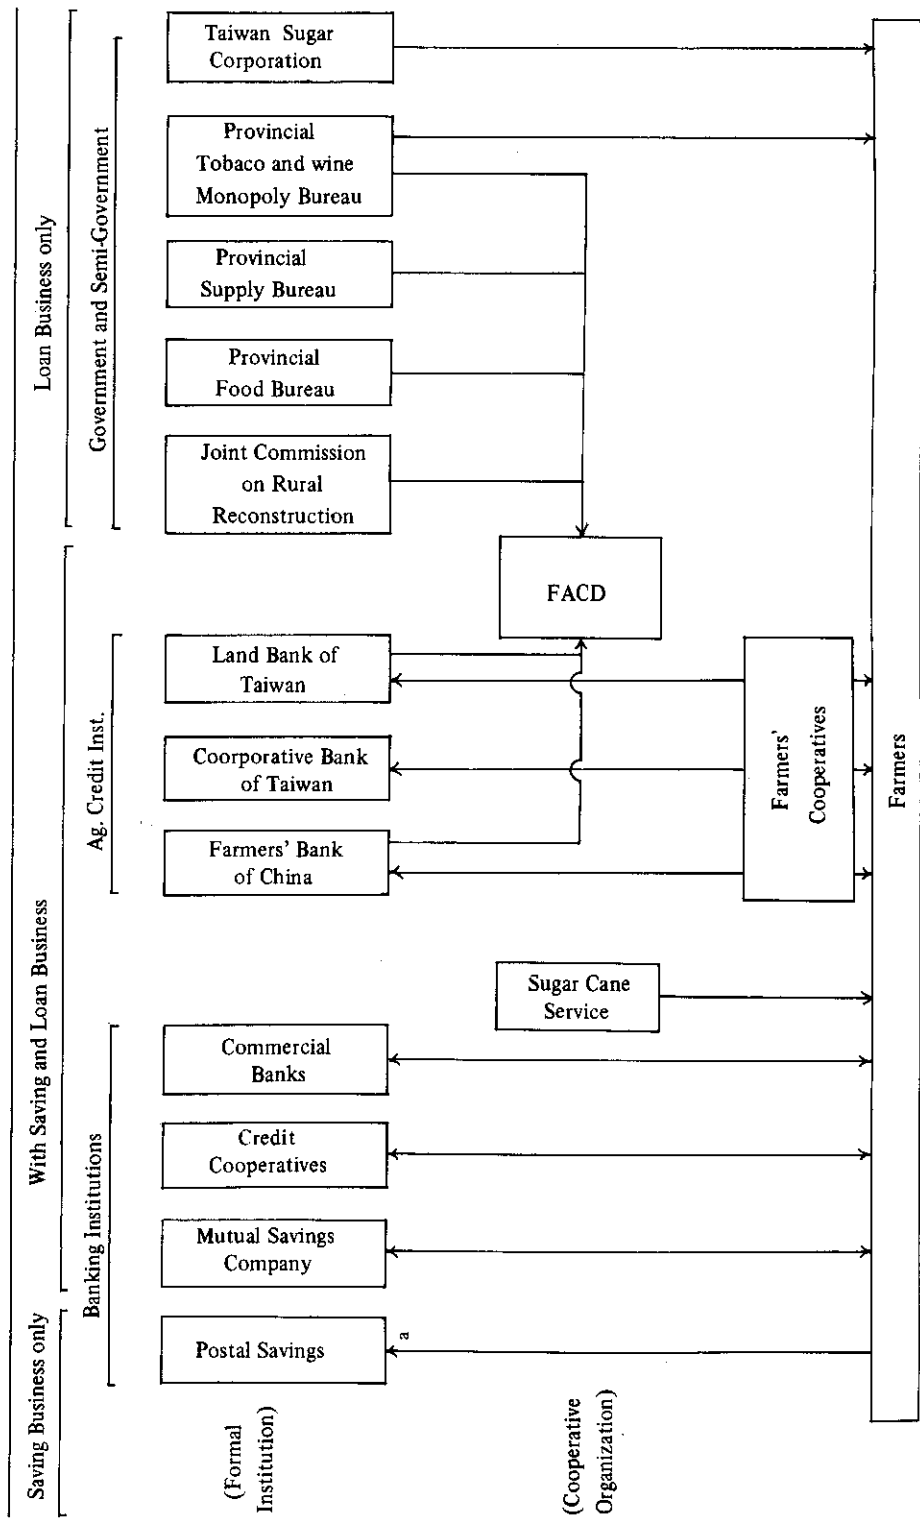 Saving Business only
With Saving and Loan Business
Loan Business only
Banking Institutions
Ag. Credit Inst.
Government and Semi-Government
(Formal
Institution)
Postal Savings
Mutual Savings
Company
Credit
Cooperatives
Commercial
Banks
Farmers' Bank
of China
Coorporative Bank
of Taiwan
Land Bank of
Taiwan
Joint Commission
on Rural
Reconstruction
Provincial
Food Bureau
Provincial
Supply Bureau
Provincial
Tobaco and wine
Monopoly Bureau
Taiwan Sugar
Corporation
a
(Cooperative
Organization)
Sugar Cane
Service
FACD
Farmers'
Cooperatives
Farmers